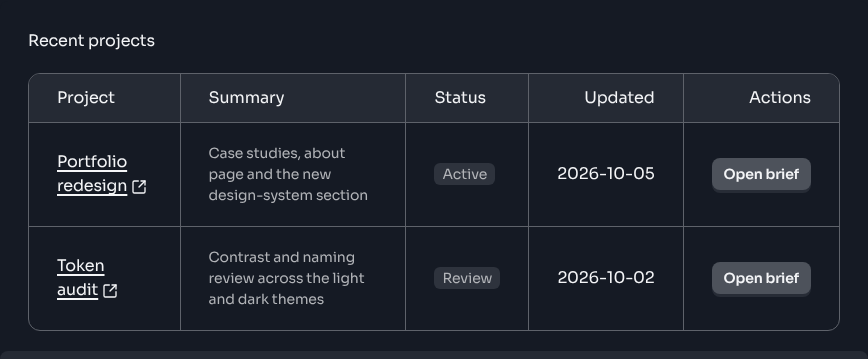 Recent projects
Project Summary Status Updated Actions
Portfolio
redesign
Case studies, about
page and the new
design-system section
Active
2026-10-05
Open brief
Token
audit
Contrast and naming
review across the light
and dark themes
Review
2026-10-02
Open brief